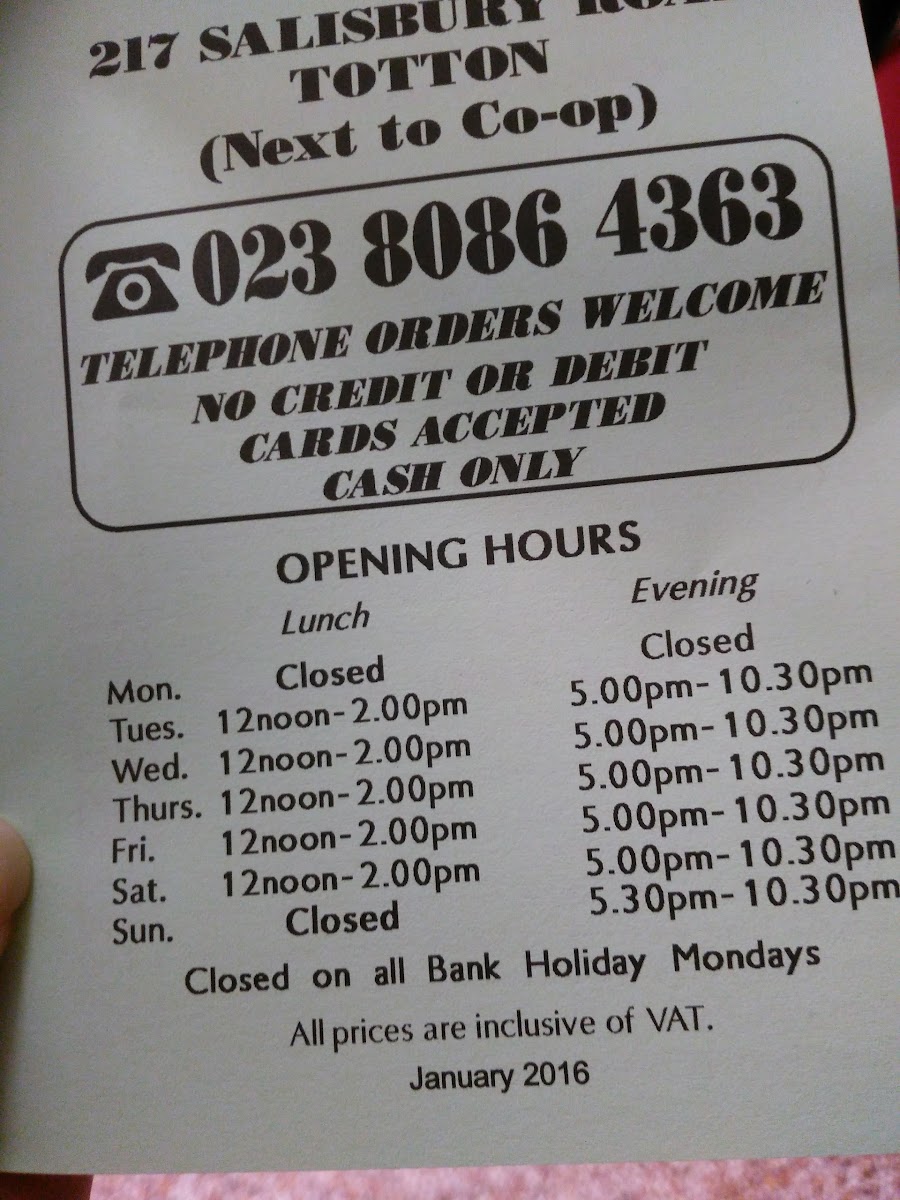 217 SALISBURY ROAD
TOTTON
(Next to Co-op)
023 8086 4363
TELEPHONE ORDERS WELCOME
NO CREDIT OR DEBIT
CARDS ACCEPTED
CASH ONLY
OPENING HOURS
Lunch Evening
Mon. Closed Closed
Tues. 12noon-2.00pm 5.00pm-10.30pm
Wed. 12noon-2.00pm 5.00pm-10.30pm
Thurs. 12noon-2.00pm 5.00pm-10.30pm
Fri. 12noon-2.00pm 5.00pm-10.30pm
Sat. 12noon-2.00pm 5.00pm-10.30pm
Sun. Closed 5.30pm-10.30pm
Closed on all Bank Holiday Mondays
All prices are inclusive of VAT.
January 2016